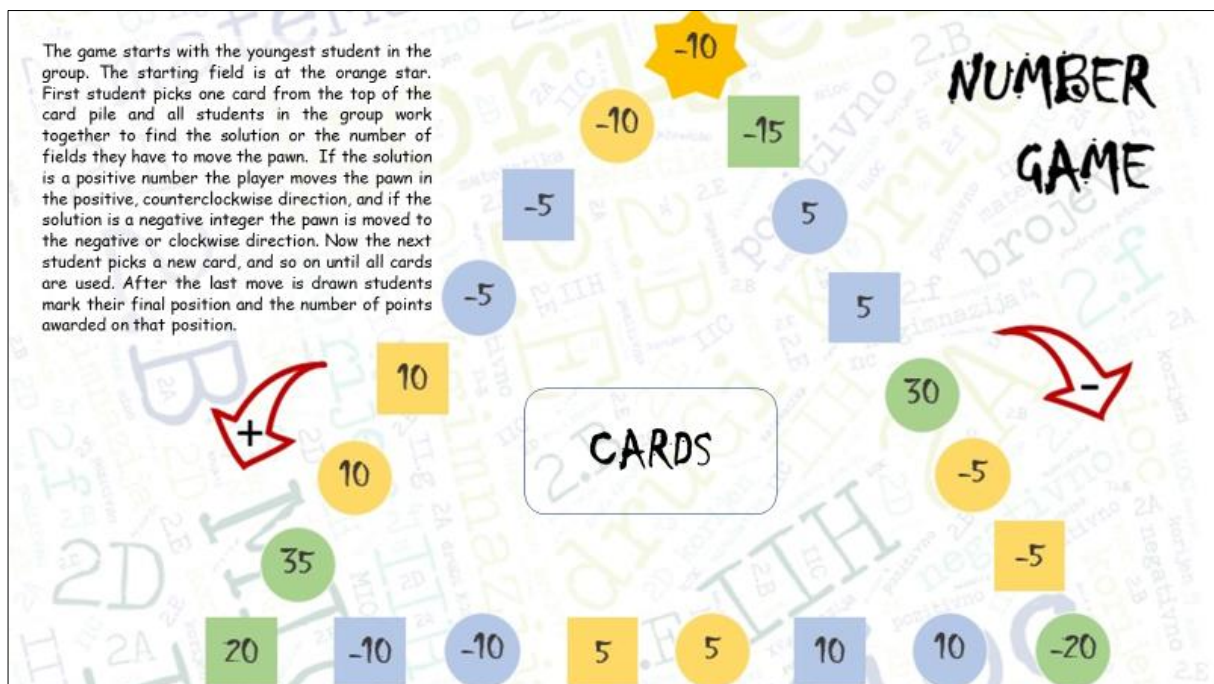 The game starts with the youngest student in the
group. The starting field is at the orange star.
First student picks one card from the top of the
card pile and all students in the group work
together to find the solution or the number of
fields they have to move the pawn. If the solution
is a positive number the player moves the pawn in
the positive, counterclockwise direction, and if the
solution is a negative integer the pawn is moved to
the negative or clockwise direction. Now the next
student picks a new card, and so on until all cards
are used. After the last move is drawn students
mark their final position and the number of points
awarded on that position.
NUMBER
GAME
-10
-10
-15
-5
5
-5
5
10
30
+
-
CARDS
10
-5
35
-5
20
-10
-10
5
5
10
10
-20